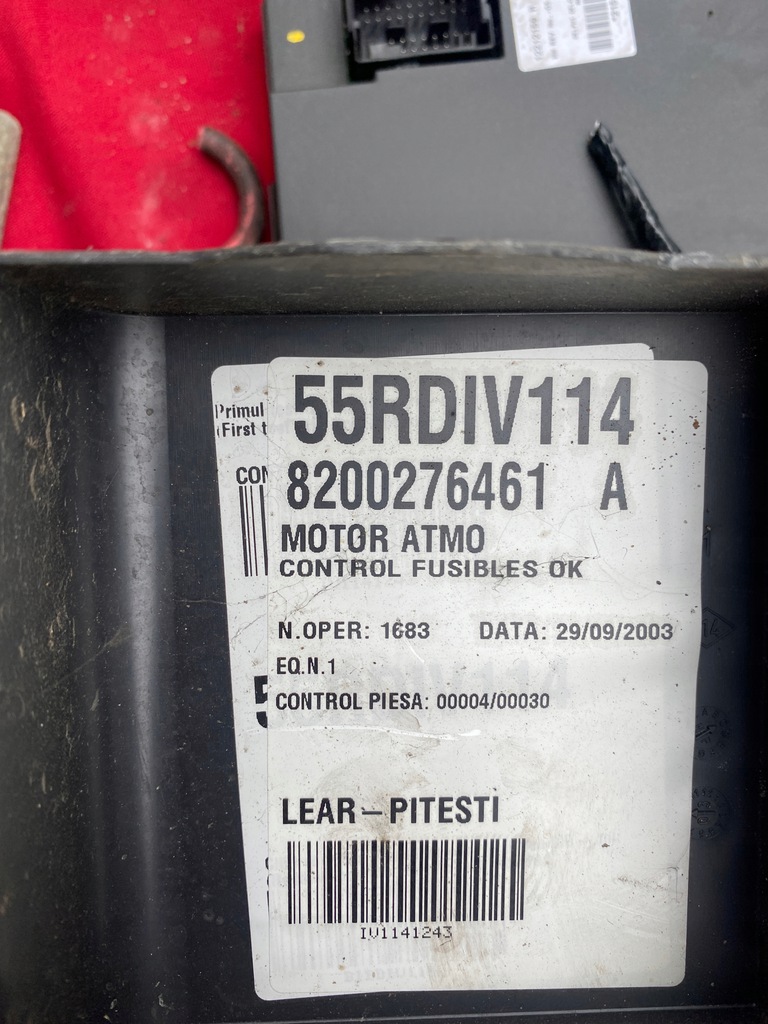 Primul
(First t
CON
55RDIV114
8200276461 A
MOTOR ATMO
CONTROL FUSIBLES OK
N.OPER: 1683 DATA: 29/09/2003
EQ.N.1
CONTROL PIESA: 00004/00030
LEAR-PITESTI
IV1141243